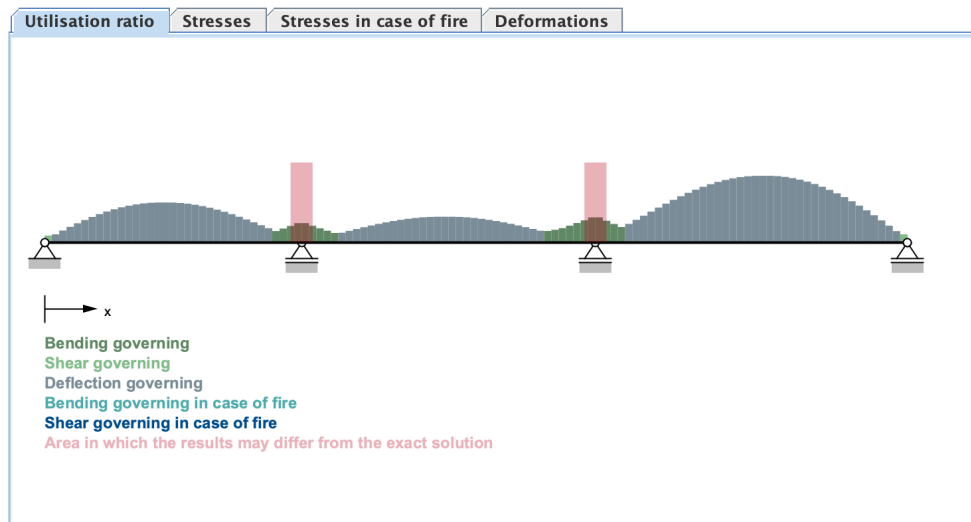 Utilisation ratio Stresses Stresses in case of fire Deformations
x
Bending governing
Shear governing
Deflection governing
Bending governing in case of fire
Shear governing in case of fire
Area in which the results may differ from the exact solution